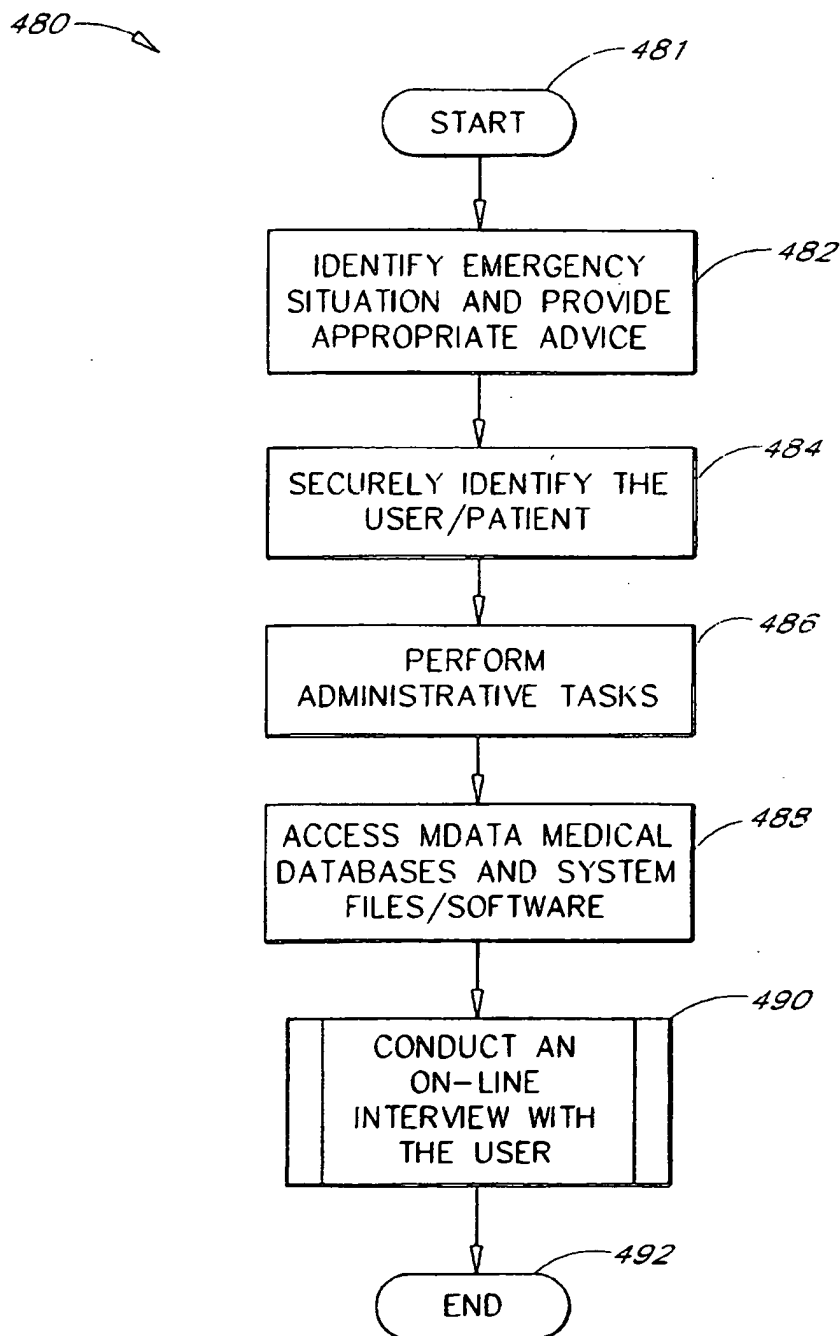 480
481
START
482
IDENTIFY EMERGENCY
SITUATION AND PROVIDE
APPROPRIATE ADVICE
484
SECURELY IDENTIFY THE
USER/PATIENT
486
PERFORM
ADMINISTRATIVE TASKS
488
ACCESS MDATA MEDICAL
DATABASES AND SYSTEM
FILES/SOFTWARE
490
CONDUCT AN
ON-LINE
INTERVIEW WITH
THE USER
492
END